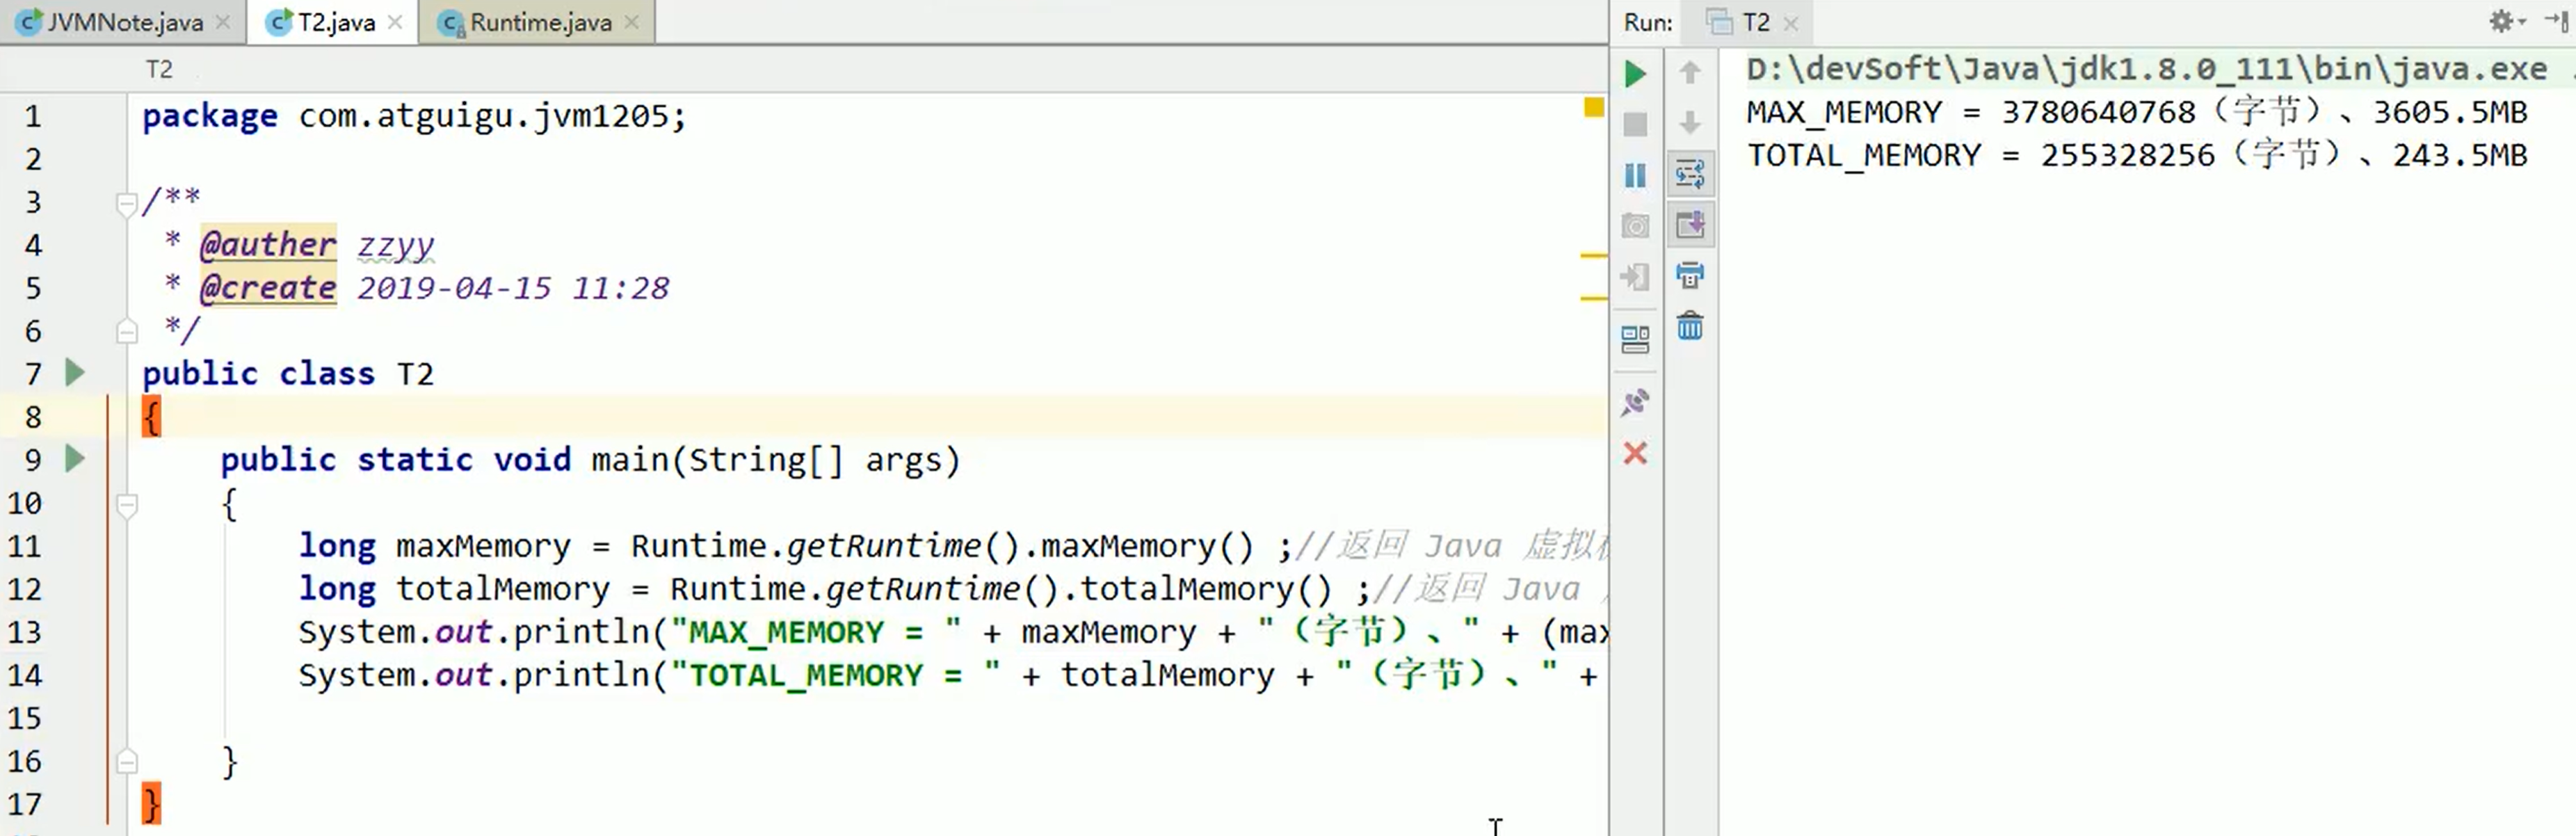 JVMNote.java T2.java Runtime.java
T2
1 package com.atguigu.jvm1205;
2
3 /**
4 * @auther zzyy
5 * @create 2019-04-15 11:28
6 */
7 public class T2
8 {
9 public static void main(String[] args)
10 {
11 long maxMemory = Runtime.getRuntime().maxMemory() ;//返回 Java 虚拟
12 long totalMemory = Runtime.getRuntime().totalMemory() ;//返回 Java
13 System.out.println("MAX_MEMORY = " + maxMemory + "（字节）、" + (max
14 System.out.println("TOTAL_MEMORY = " + totalMemory + "（字节）、" +
15
16 }
17 }
Run: T2
D:\devSoft\Java\jdk1.8.0_111\bin\java.exe .
MAX_MEMORY = 3780640768（字节）、3605.5MB
TOTAL_MEMORY = 255328256（字节）、243.5MB